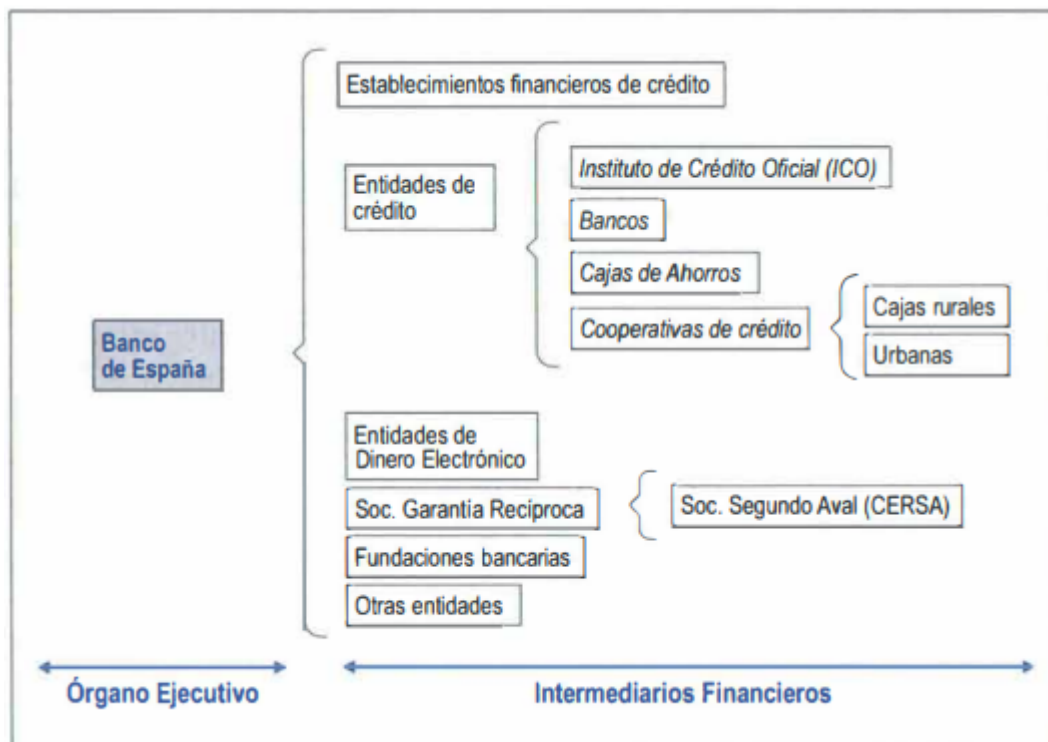 Establecimientos financieros de crédito
Entidades de
crédito
Instituto de Crédito Oficial (ICO)
Bancos
Cajas de Ahorros
Cooperativas de crédito
Cajas rurales
Urbanas
Banco
de España
Entidades de
Dinero Electrónico
Soc. Garantía Recíproca
Soc. Segundo Aval (CERSA)
Fundaciones bancarias
Otras entidades
Órgano Ejecutivo
Intermediarios Financieros